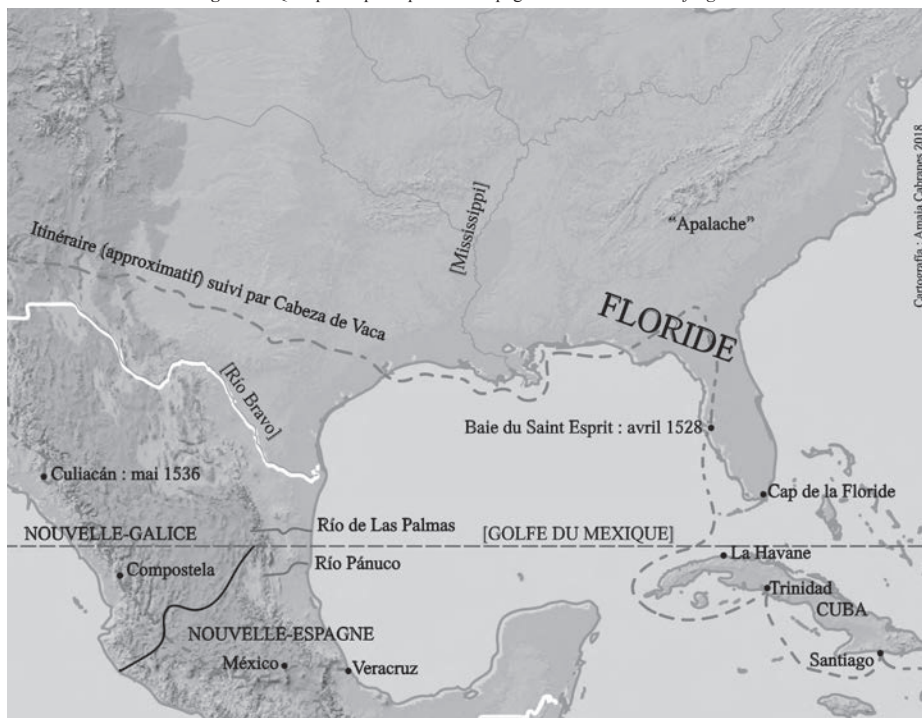 Itinéraire (approximatif) suivi par Cabeza de Vaca
[Mississippi]
“Apalache”
Cartografía : Amaia Cabranes 2018
FLORIDE
[Río Bravo]
Baie du Saint Esprit : avril 1528
Culiacán : mai 1536
Cap de la Floride
Río de Las Palmas
NOUVELLE-GALICE
[GOLFE DU MEXIQUE]
La Havane
Compostela
Río Pánuco
Trinidad
CUBA
NOUVELLE-ESPAGNE
México
Veracruz
Santiago